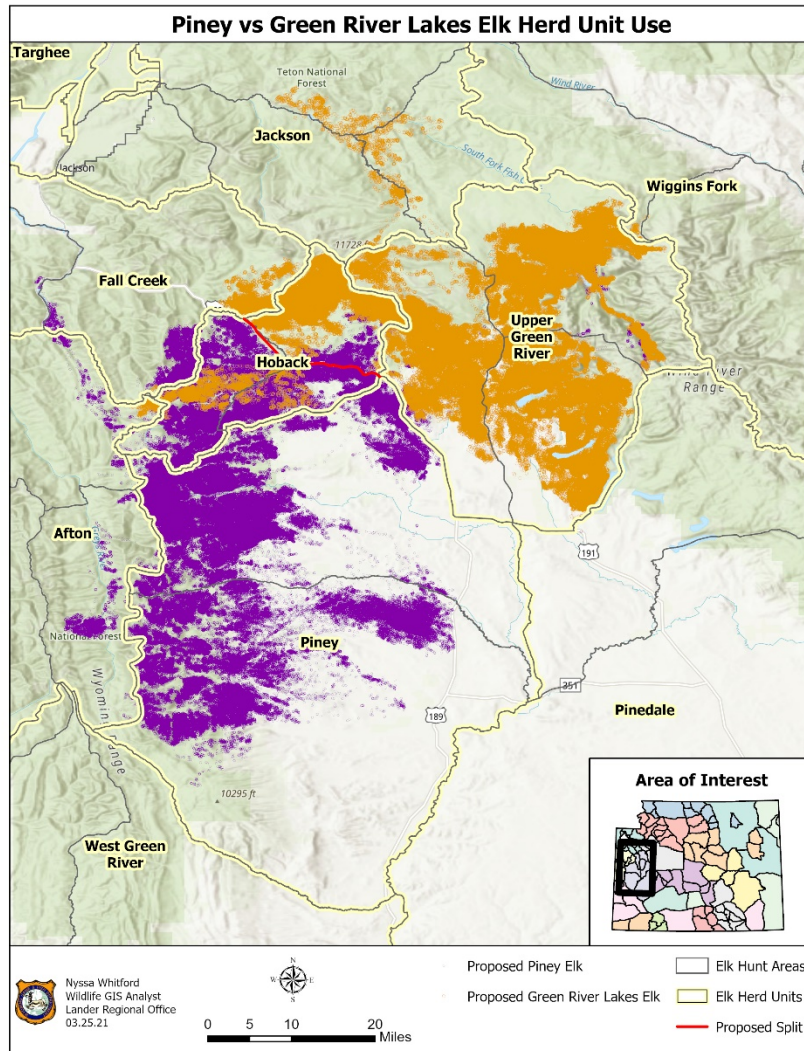 Piney vs Green River Lakes Elk Herd Unit Use
Targhee
Teton National
Forest
Wind River
Jackson
Jackson
South Fork Fish C
Wiggins Fork
11728 f
Fall Creek
Upper
Green
River
Hoback
Wind River
Range
Afton
191
National Forest
Piney
351
Wyoming Range
189
Pinedale
10295 ft
Area of Interest
West Green
River
Nyssa Whitford
Wildlife GIS Analyst
Lander Regional Office
03.25.21
N
W
E
S
0 5 10 20
Miles
Proposed Piney Elk
Proposed Green River Lakes Elk
Elk Hunt Areas
Elk Herd Units
Proposed Split